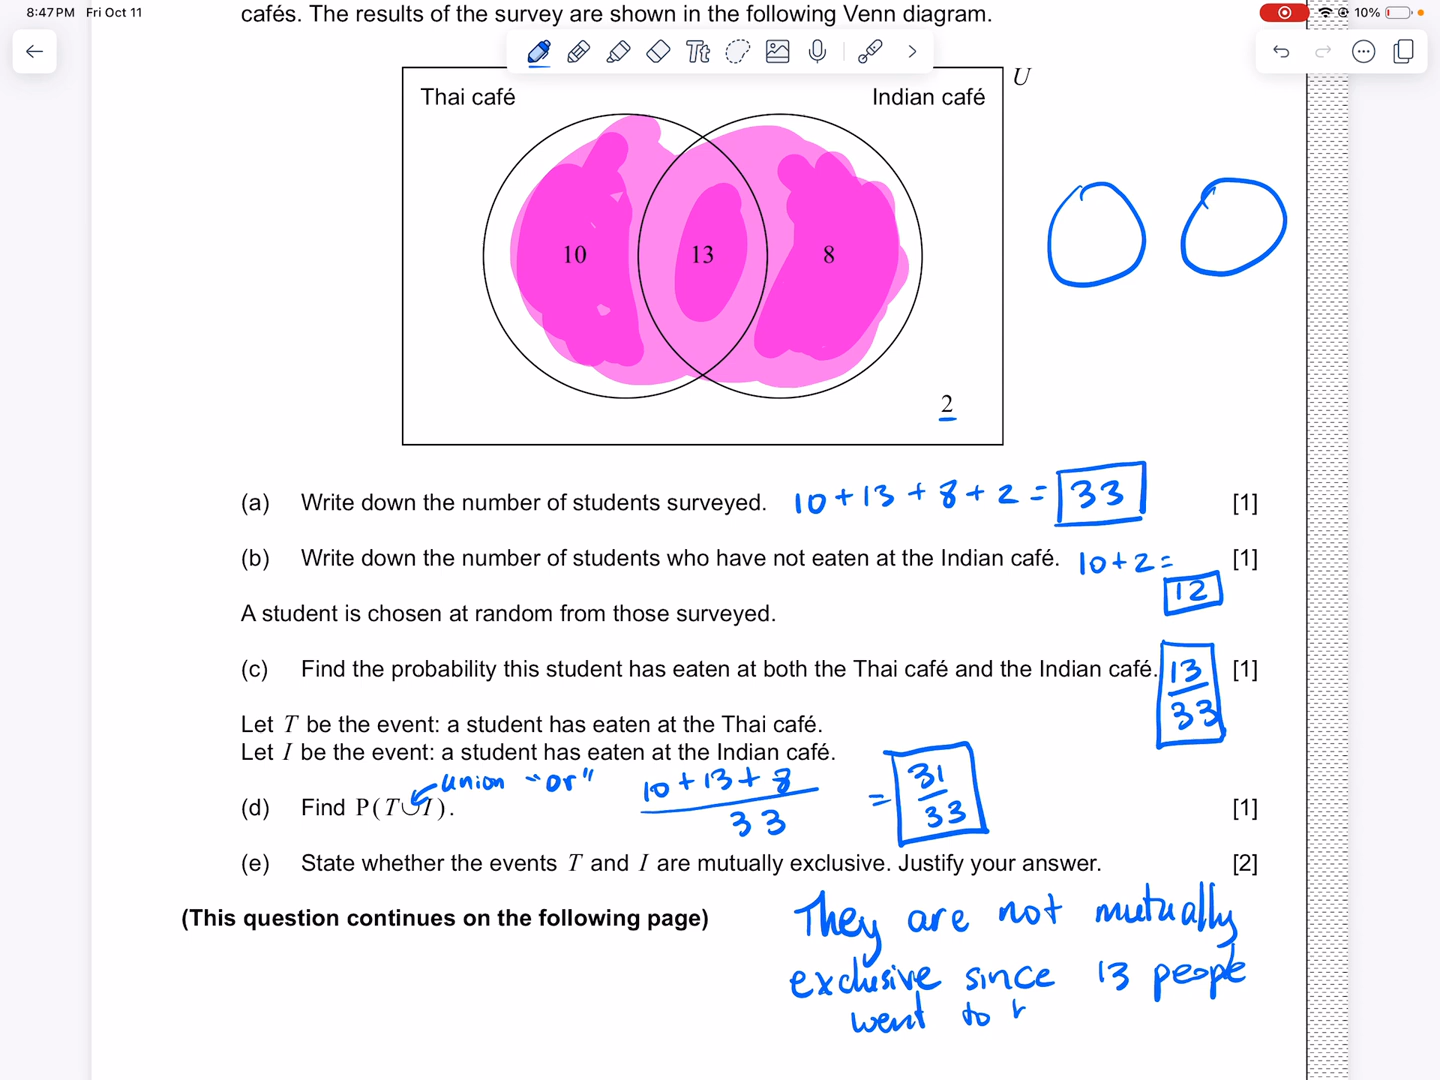 8:47 PM Fri Oct 11
10%
cafés. The results of the survey are shown in the following Venn diagram.
Tt
U
Thai café
Indian café
10
13
8
2
(a) Write down the number of students surveyed. 10+13+8+2= 33 [1]
(b) Write down the number of students who have not eaten at the Indian café. 10+2= [1]
12
A student is chosen at random from those surveyed.
(c) Find the probability this student has eaten at both the Thai café and the Indian café. 13/33 [1]
Let T be the event: a student has eaten at the Thai café.
Let I be the event: a student has eaten at the Indian café.
union "or"
(d) Find P(T∪I). 10+13+8/33 = 31/33 [1]
(e) State whether the events T and I are mutually exclusive. Justify your answer. [2]
(This question continues on the following page)
They are not mutually
exclusive since 13 people
went to